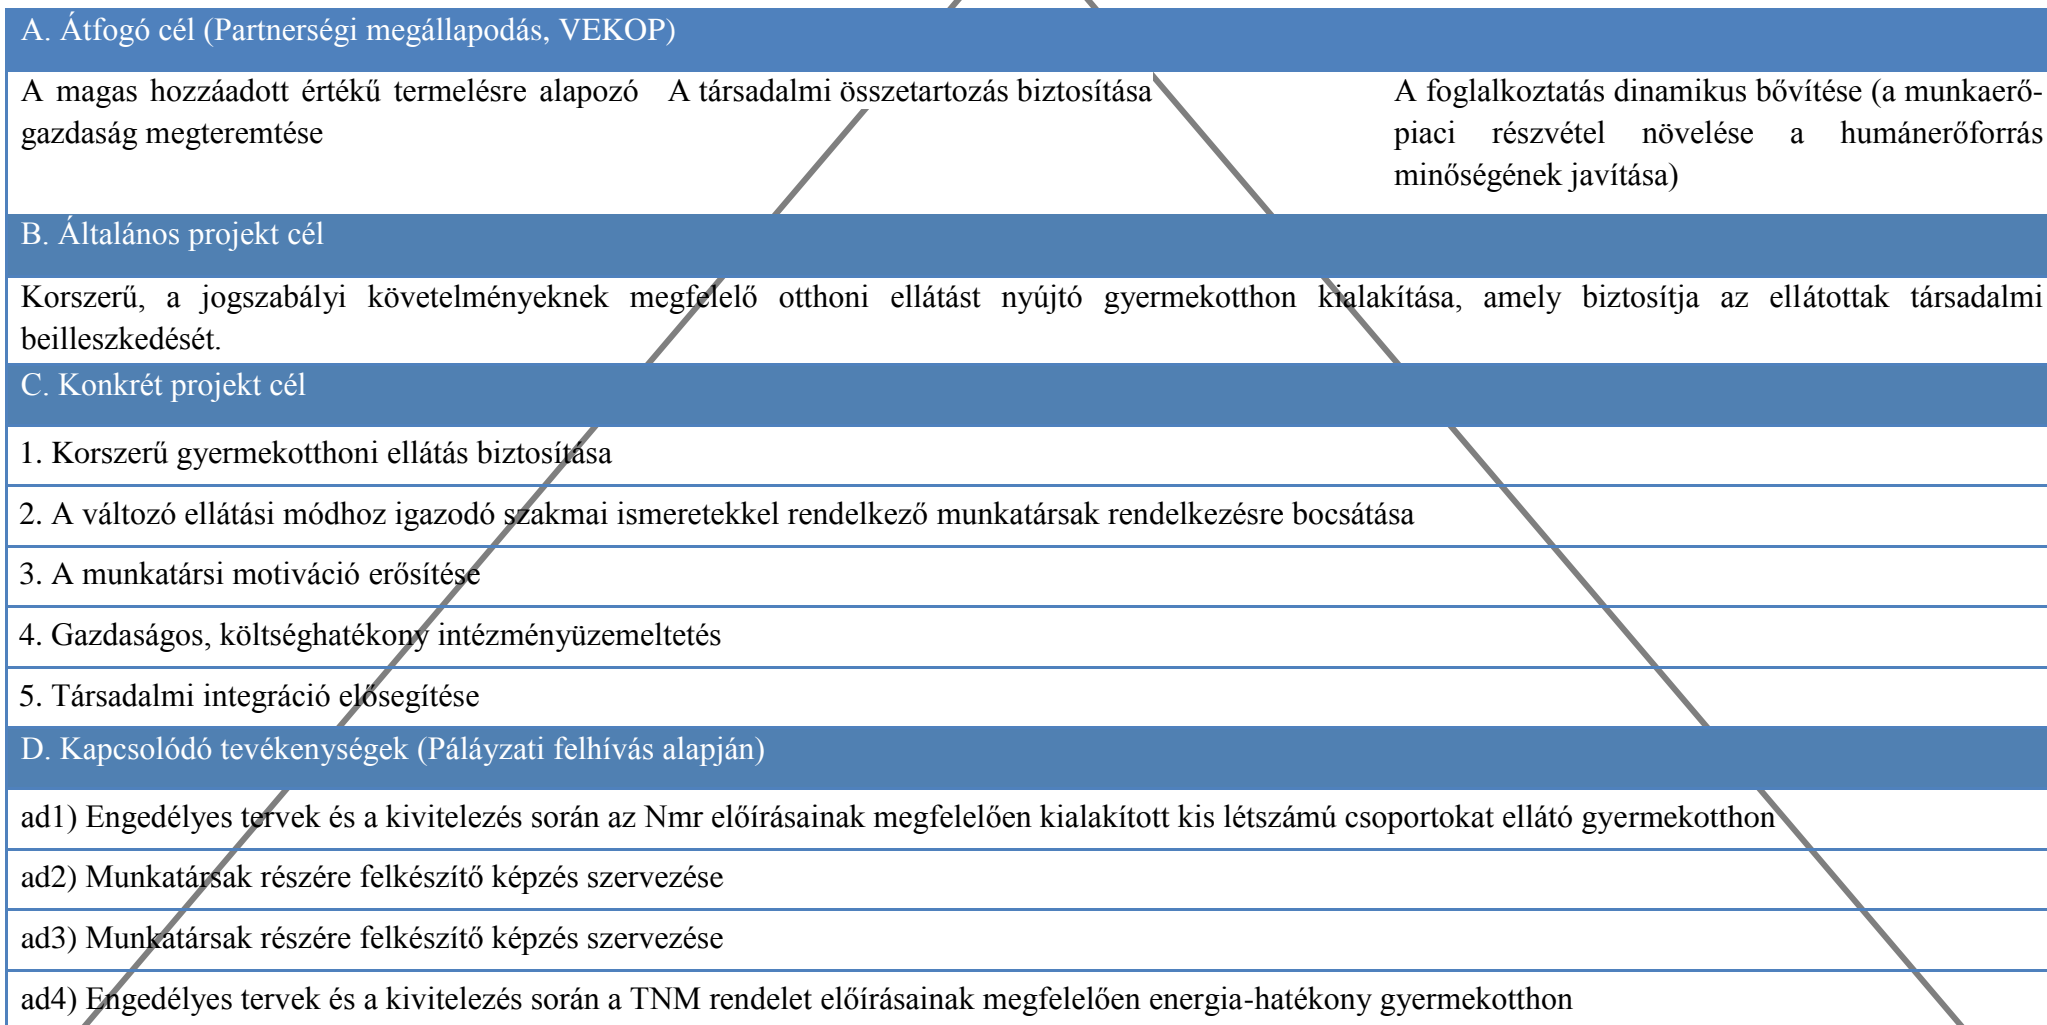 A. Átfogó cél (Partnerségi megállapodás, VEKOP)
A magas hozzáadott értékű termelésre alapozó
gazdaság megteremtése
A társadalmi összetartozás biztosítása
A foglalkoztatás dinamikus bővítése (a munkaerő-
piaci részvétel növelése a humánerőforrás
minőségének javítása)
B. Általános projekt cél
Korszerű, a jogszabályi követelményeknek megfelelő otthoni ellátást nyújtó gyermekotthon kialakítása, amely biztosítja az ellátottak társadalmi
beilleszkedését.
C. Konkrét projekt cél
1. Korszerű gyermekotthoni ellátás biztosítása
2. A változó ellátási módhoz igazodó szakmai ismeretekkel rendelkező munkatársak rendelkezésre bocsátása
3. A munkatársi motiváció erősítése
4. Gazdaságos, költséghatékony intézményüzemeltetés
5. Társadalmi integráció elősegítése
D. Kapcsolódó tevékenységek (Páláyzati felhívás alapján)
ad1) Engedélyes tervek és a kivitelezés során az Nmr előírásainak megfelelően kialakított kis létszámú csoportokat ellátó gyermekotthon
ad2) Munkatársak részére felkészítő képzés szervezése
ad3) Munkatársak részére felkészítő képzés szervezése
ad4) Engedélyes tervek és a kivitelezés során a TNM rendelet előírásainak megfelelően energia-hatékony gyermekotthon